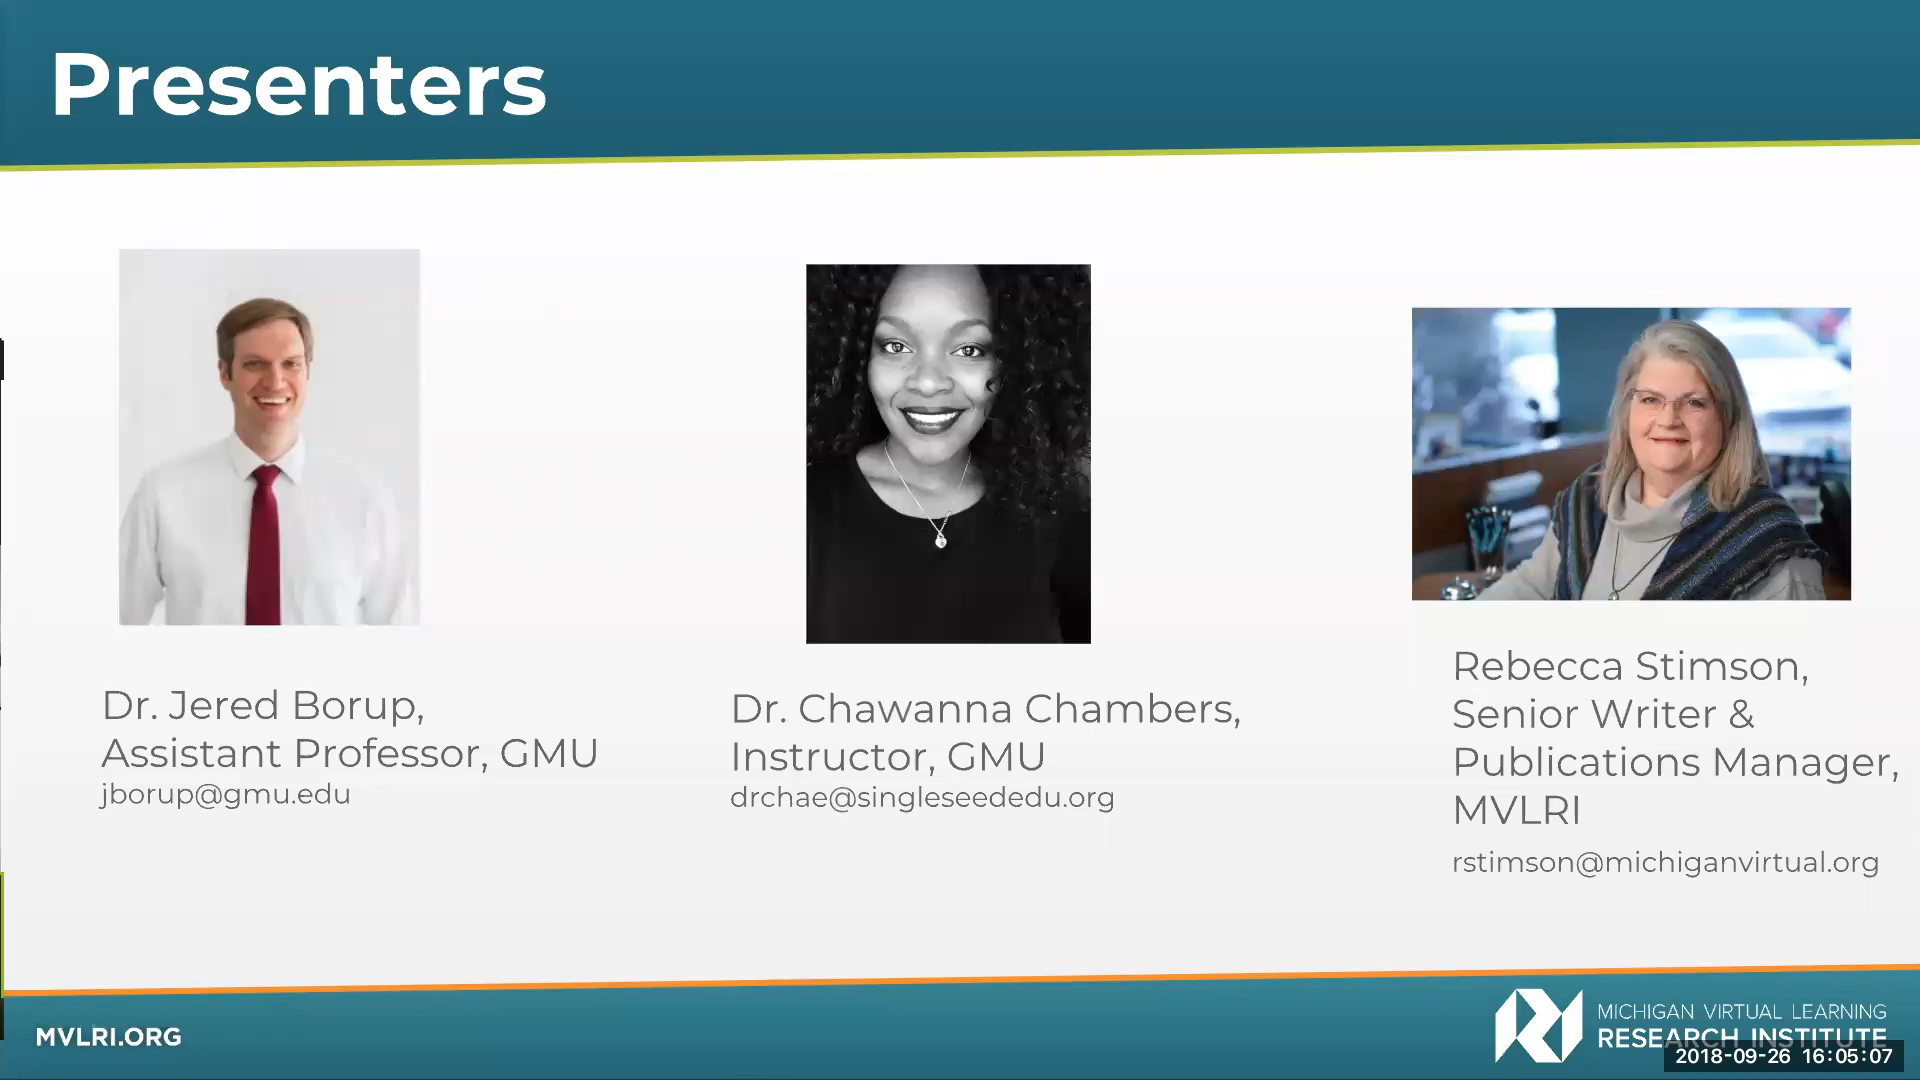 Presenters
Dr. Jered Borup,
Assistant Professor, GMU
jborup@gmu.edu
Dr. Chawanna Chambers,
Instructor, GMU
drchae@singleseededu.org
Rebecca Stimson,
Senior Writer &
Publications Manager,
MVLRI
rstimson@michiganvirtual.org
MVLRI.ORG
MICHIGAN VIRTUAL LEARNING
RESEARCH INSTITUTE
2018-09-26 16:05:07